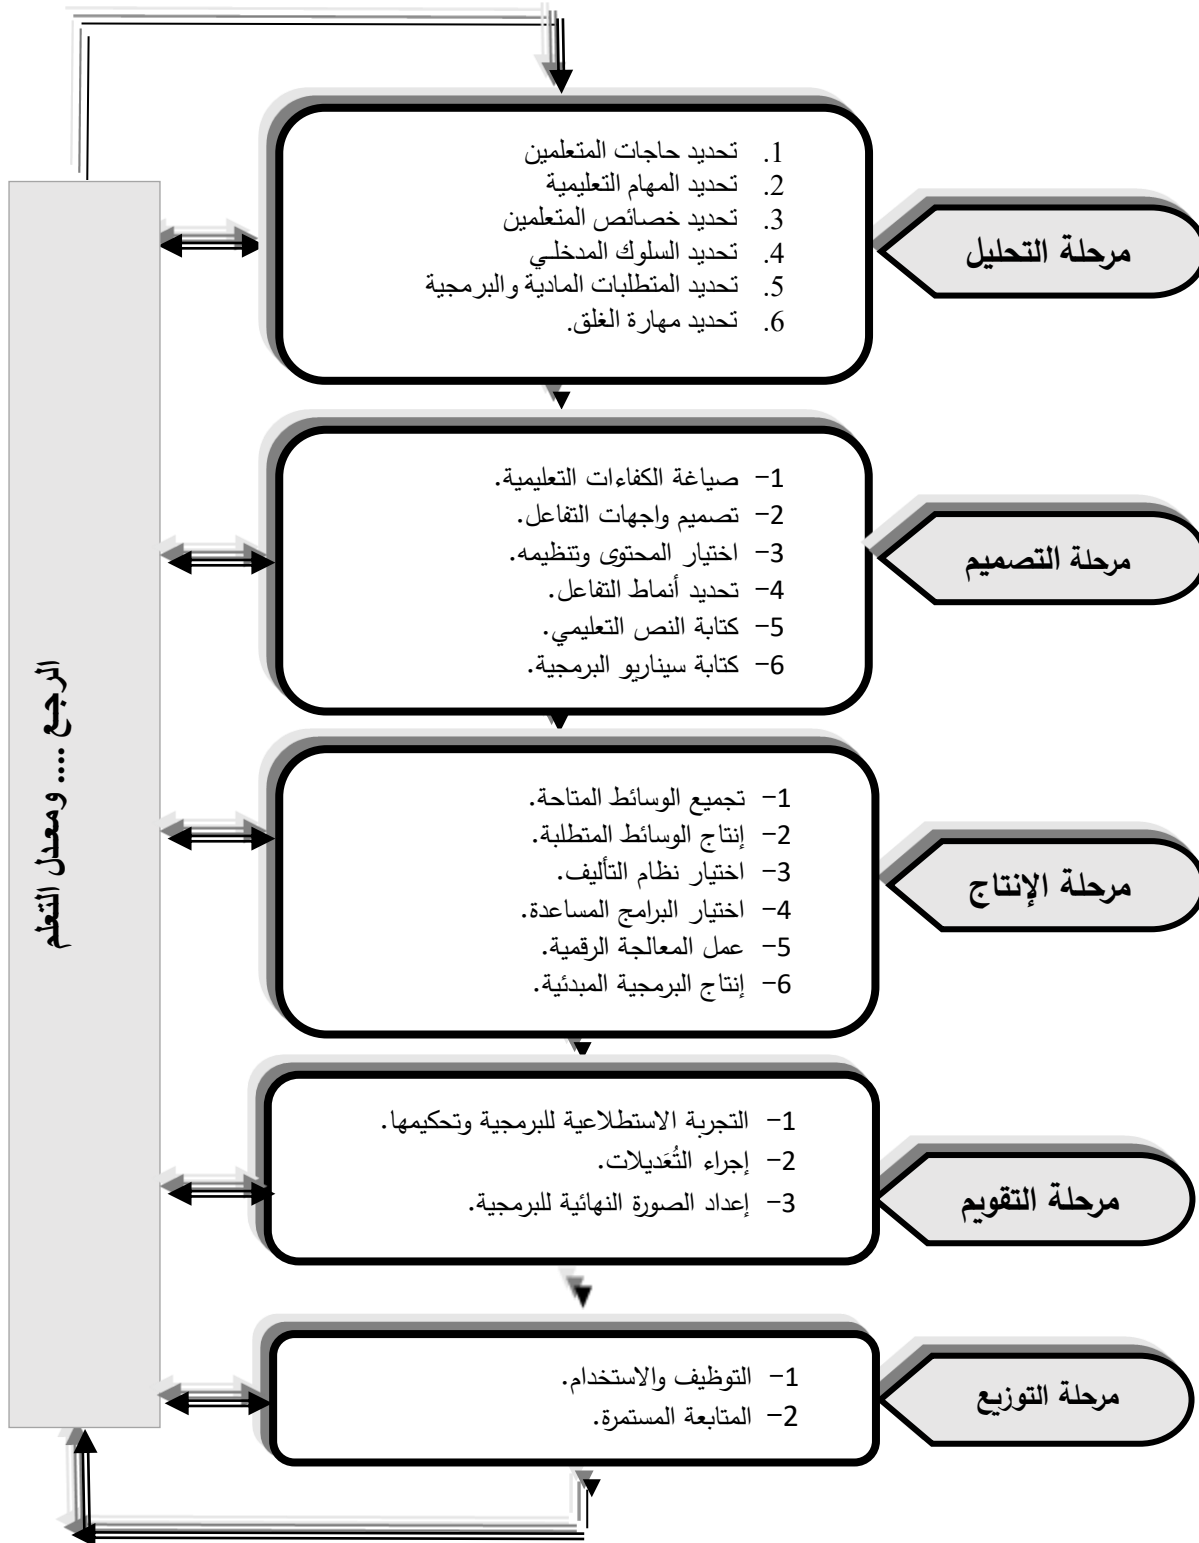 مرحلة التحليل
1. تحديد حاجات المتعلمين
2. تحديد المهام التعليمية
3. تحديد خصائص المتعلمين
4. تحديد السلوك المدخلي
5. تحديد المتطلبات المادية والبرمجية
6. تحديد مهارة الغلق.
مرحلة التصميم
1- صياغة الكفاءات التعليمية.
2- تصميم واجهات التفاعل.
3- اختيار المحتوى وتنظيمه.
4- تحديد أنماط التفاعل.
5- كتابة النص التعليمي.
6- كتابة سيناريو البرمجية.
مرحلة الإنتاج
1- تجميع الوسائط المتاحة.
2- إنتاج الوسائط المتطلبة.
3- اختيار نظام التأليف.
4- اختيار البرامج المساعدة.
5- عمل المعالجة الرقمية.
6- إنتاج البرمجية المبدئية.
مرحلة التقويم
1- التجربة الاستطلاعية للبرمجية وتحكيمها.
2- إجراء التُعَديلات.
3- إعداد الصورة النهائية للبرمجية.
مرحلة التوزيع
1- التوظيف والاستخدام.
2- المتابعة المستمرة.
الرجع .... ومعدل التعلم